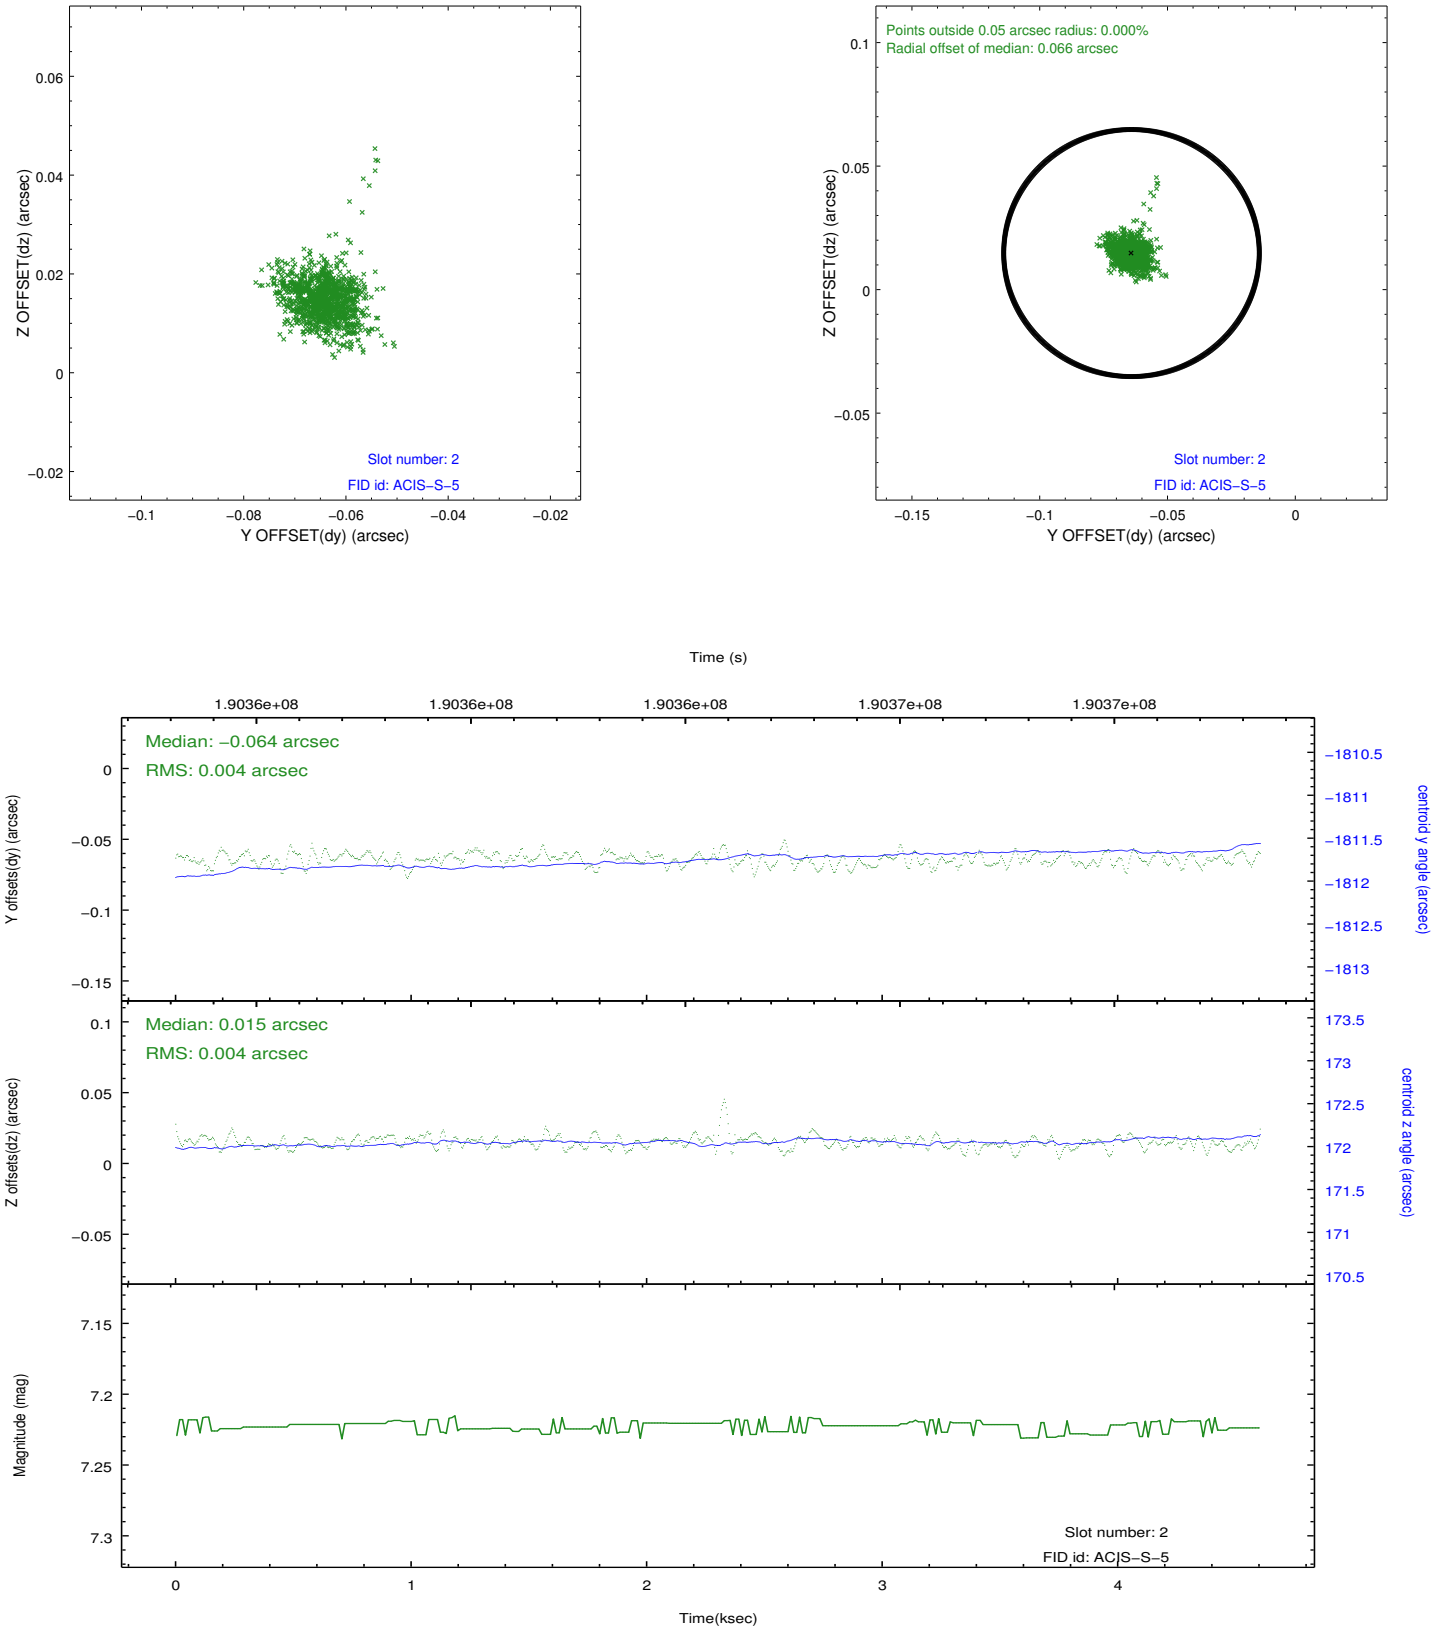 0.06
0.04
0.02
0
−0.02
Z OFFSET(dz) (arcsec)
Slot number: 2
FID id: ACIS−S−5
−0.1
−0.08
−0.06
−0.04
−0.02
Y OFFSET(dy) (arcsec)
Points outside 0.05 arcsec radius: 0.000%
Radial offset of median: 0.066 arcsec
0.1
0.05
0
−0.05
Z OFFSET(dz) (arcsec)
Slot number: 2
FID id: ACIS−S−5
−0.15
−0.1
−0.05
0
Y OFFSET(dy) (arcsec)
Time (s)
1.9036e+08
1.9036e+08
1.9036e+08
1.9037e+08
1.9037e+08
Median: −0.064 arcsec
RMS: 0.004 arcsec
0
−0.05
−0.1
−0.15
Y offsets(dy) (arcsec)
−1810.5
−1811
−1811.5
−1812
−1812.5
−1813
centroid y angle (arcsec)
Median: 0.015 arcsec
RMS: 0.004 arcsec
0.1
0.05
0
−0.05
Z offsets(dz) (arcsec)
173.5
173
172.5
172
171.5
171
170.5
centroid z angle (arcsec)
7.15
7.2
7.25
7.3
Magnitude (mag)
Slot number: 2
FID id: ACIS−S−5
0
1
2
3
4
Time(ksec)